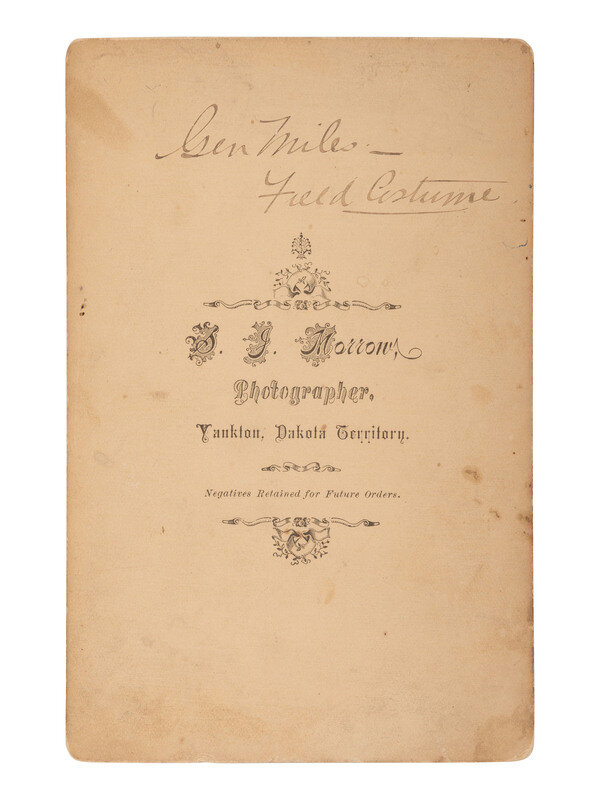 Gen Miles —
Field Costume
S. J. Morrow,
Photographer,
Yankton, Dakota Territory.
Negatives Retained for Future Orders.